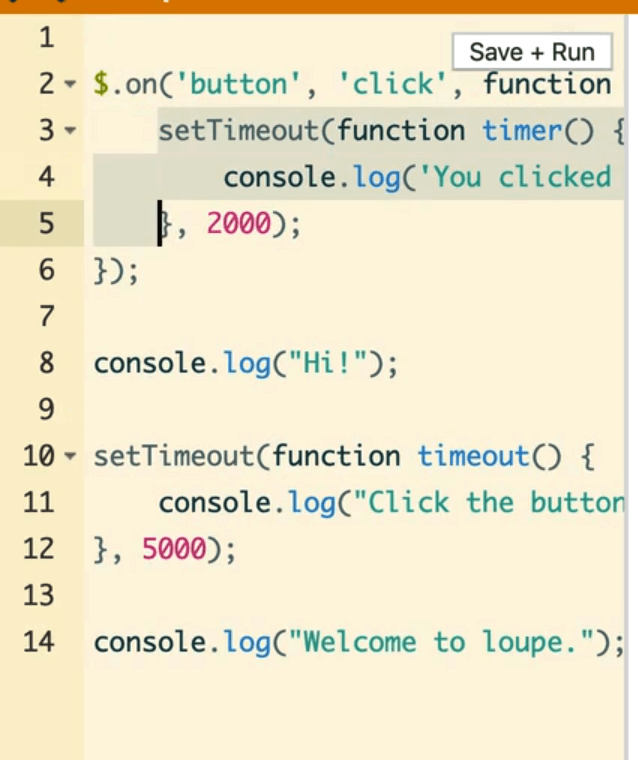 1
Save + Run
2 $.on('button', 'click', function
3 setTimeout(function timer() {
4 console.log('You clicked
5 }, 2000);
6 });
7
8 console.log("Hi!");
9
10 setTimeout(function timeout() {
11 console.log("Click the button
12 }, 5000);
13
14 console.log("Welcome to loupe.");